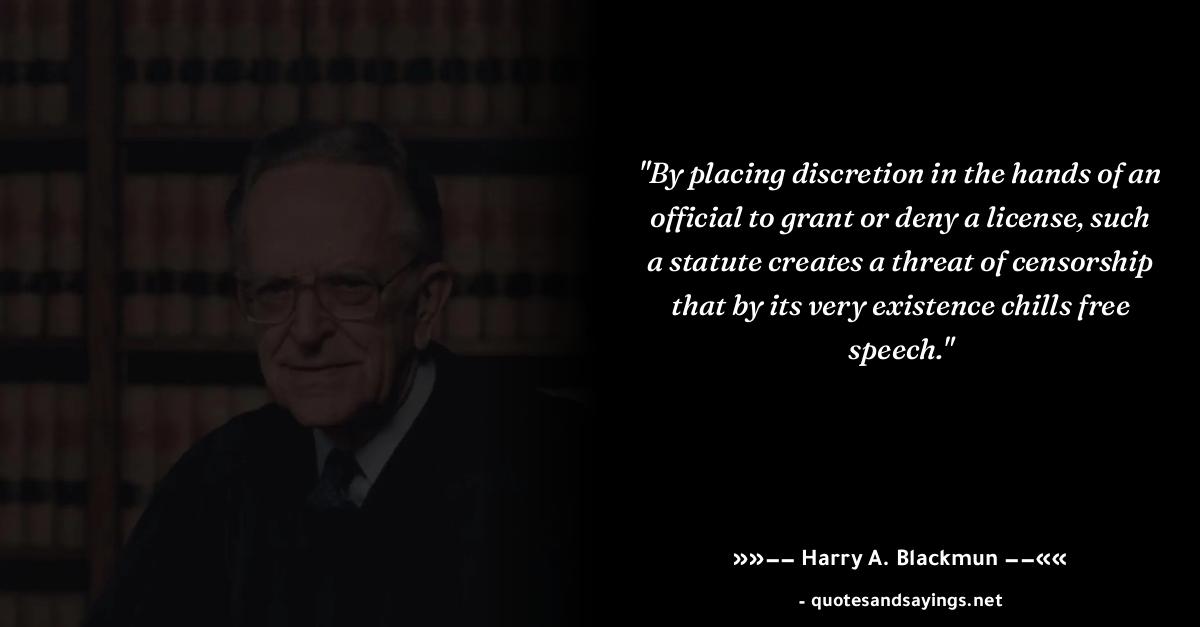 "By placing discretion in the hands of an
official to grant or deny a license, such
a statute creates a threat of censorship
that by its very existence chills free
speech."
»»–– Harry A. Blackmun ––««
- quotesandsayings.net